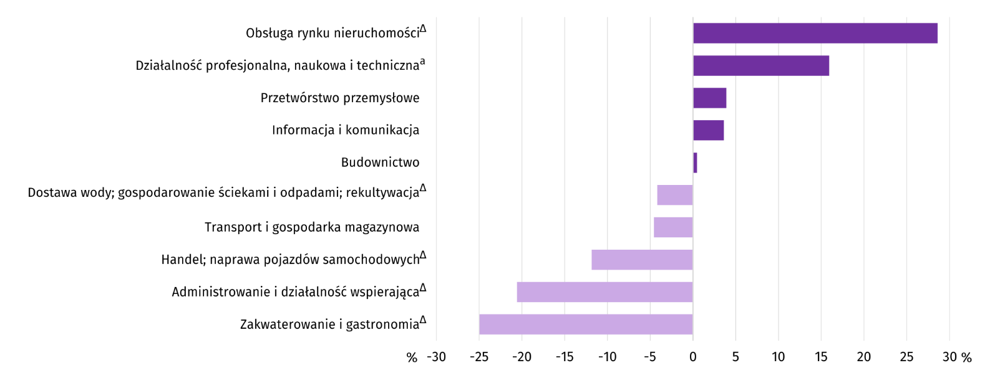 Obsługa rynku nieruchomościΔ
Działalność profesjonalna, naukowa i technicznaª
Przetwórstwo przemysłowe
Informacja i komunikacja
Budownictwo
Dostawa wody; gospodarowanie ściekami i odpadami; rekultywacjaΔ
Transport i gospodarka magazynowa
Handel; naprawa pojazdów samochodowychΔ
Administrowanie i działalność wspierającaΔ
Zakwaterowanie i gastronomiaΔ
% -30 -25 -20 -15 -10 -5 0 5 10 15 20 25 30 %